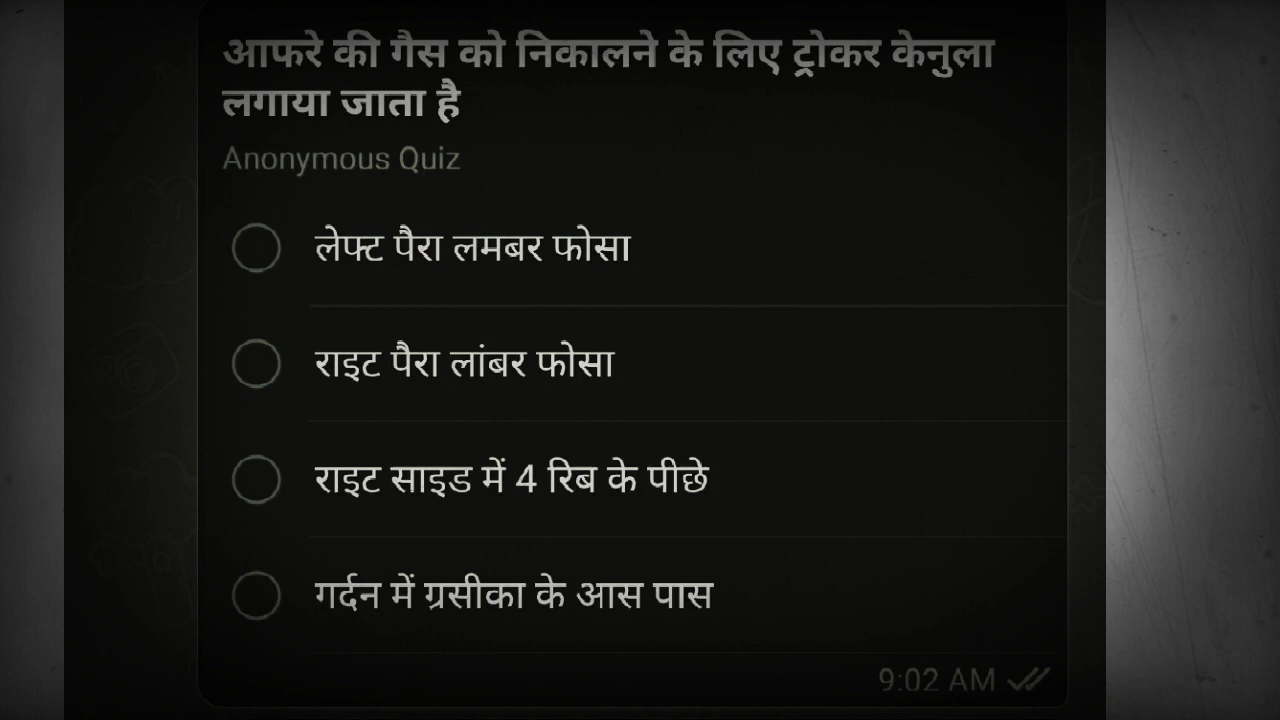 आफरे की गैस को निकालने के लिए ट्रोकर केनुला
लगाया जाता है
Anonymous Quiz
लेफ्ट पैरा लमबर फोसा
राइट पैरा लांबर फोसा
राइट साइड में 4 रिब के पीछे
गर्दन में ग्रसीका के आस पास
9:02 AM